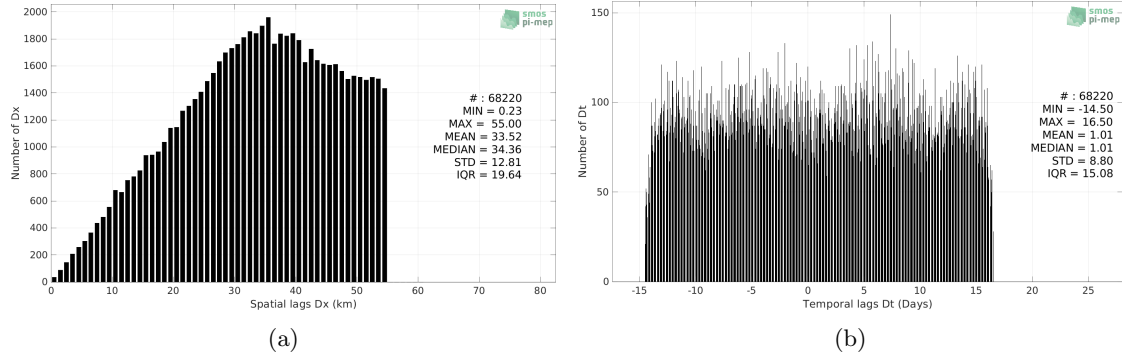 2000
1800
1600
1400
1200
1000
800
600
400
200
0
Number of Dx
0 10 20 30 40 50 60 70 80
Spatial lags Dx (km)
smos
pi-mep
# : 68220
MIN = 0.23
MAX = 55.00
MEAN = 33.52
MEDIAN = 34.36
STD = 12.81
IQR = 19.64
(a)
150
100
50
0
Number of Dt
-15 -10 -5 0 5 10 15 20 25
Temporal lags Dt (Days)
smos
pi-mep
# : 68220
MIN = -14.50
MAX = 16.50
MEAN = 1.01
MEDIAN = 1.01
STD = 8.80
IQR = 15.08
(b)